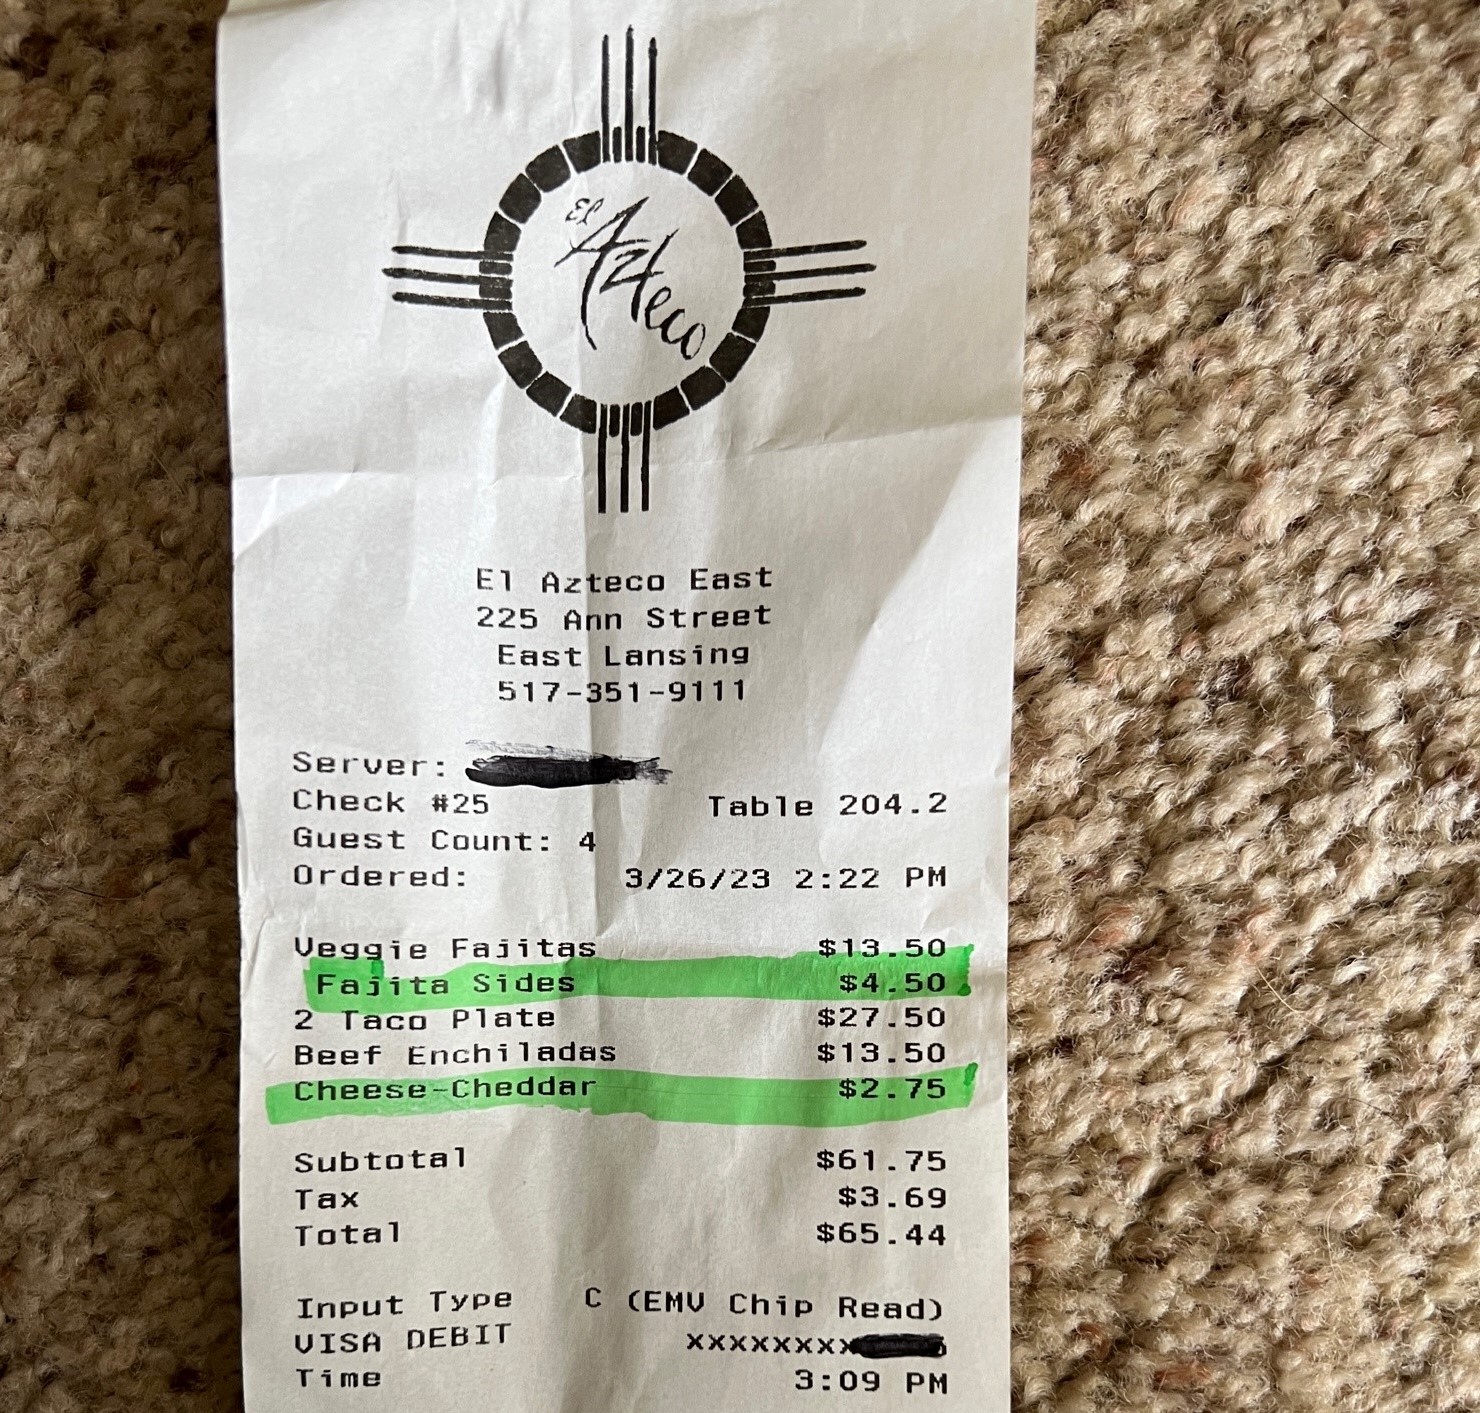 El Azteco
El Azteco East
225 Ann Street
East Lansing
517-351-9111
Server:
Check #25 Table 204.2
Guest Count: 4
Ordered: 3/26/23 2:22 PM
Veggie Fajitas $13.50
Fajita Sides $4.50
2 Taco Plate $27.50
Beef Enchiladas $13.50
Cheese-Cheddar $2.75
Subtotal $61.75
Tax $3.69
Total $65.44
Input Type C (EMV Chip Read)
VISA DEBIT xxxxxxxx
Time 3:09 PM